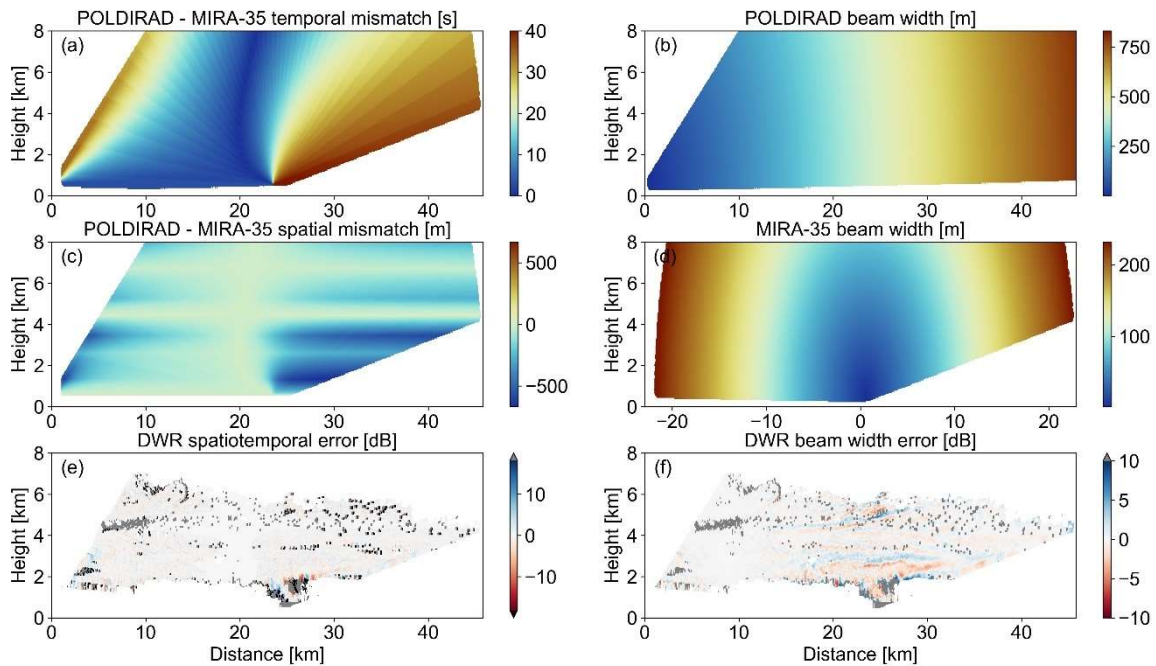 POLDIRAD - MIRA-35 temporal mismatch [s]
(a)
Height [km]
8
6
4
2
0
0 10 20 30 40
40
30
20
10
0
POLDIRAD beam width [m]
(b)
Height [km]
8
6
4
2
0
0 10 20 30 40
750
500
250
POLDIRAD - MIRA-35 spatial mismatch [m]
(c)
Height [km]
8
6
4
2
0
0 10 20 30 40
500
0
−500
MIRA-35 beam width [m]
(d)
Height [km]
8
6
4
2
0
−20 −10 0 10 20
200
100
DWR spatiotemporal error [dB]
(e)
Height [km]
8
6
4
2
0
0 10 20 30 40
Distance [km]
10
0
−10
DWR beam width error [dB]
(f)
Height [km]
8
6
4
2
0
0 10 20 30 40
Distance [km]
10
5
0
−5
−10